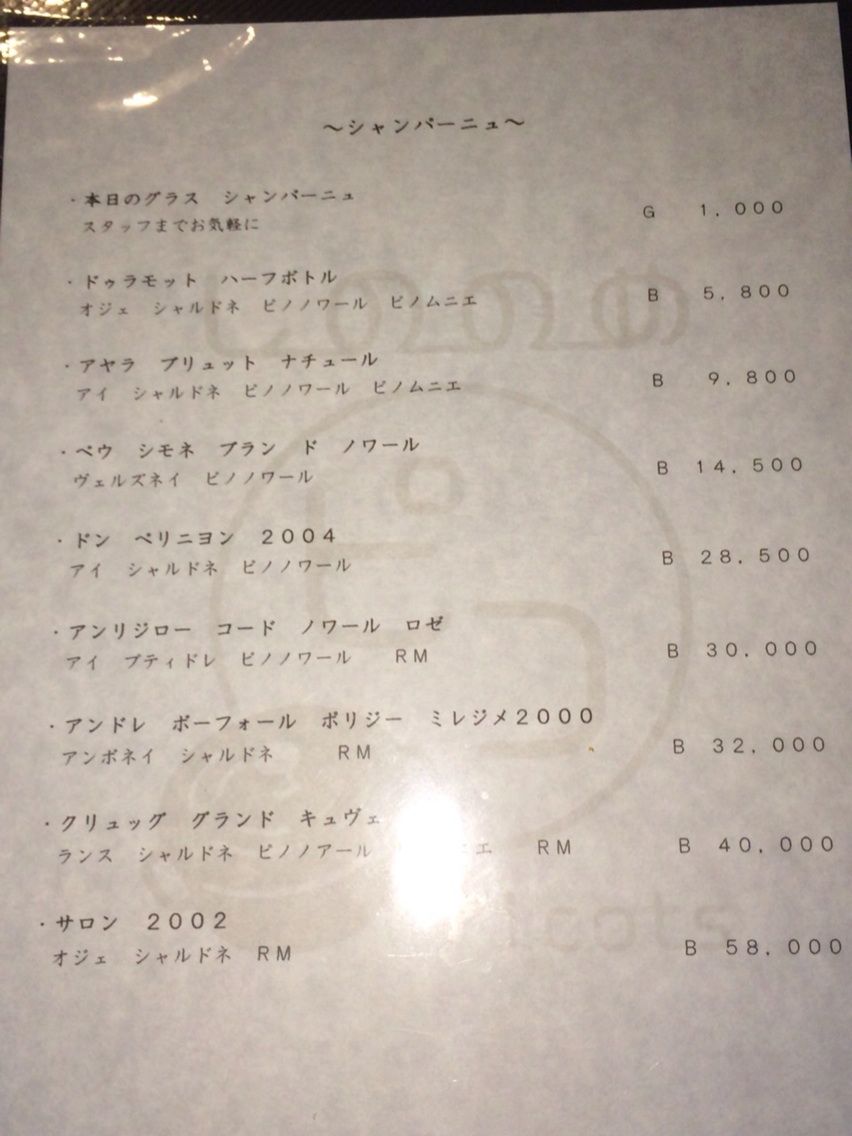 ～シャンパーニュ～
・本日のグラス　シャンパーニュ
スタッフまでお気軽に　G　1,000
・ドゥラモット　ハーフボトル
オジェ　シャルドネ　ピノノワール　ピノムニエ　B　5,800
・アヤラ　ブリュット　ナチュール
アイ　シャルドネ　ピノノワール　ピノムニエ　B　9,800
・ペウ　シモネ　ブラン　ド　ノワール
ヴェルズネイ　ピノノワール　B　14,500
・ドン　ペリニヨン　2004
アイ　シャルドネ　ピノノワール　B　28,500
・アンリジロー　コード　ノワール　ロゼ
アイ　プティドレ　ピノノワール　RM　B　30,000
・アンドレ　ボーフォール　ポリジー　ミレジメ2000
アンボネイ　シャルドネ　RM　B　32,000
・クリュッグ　グランド　キュヴェ
ランス　シャルドネ　ピノノアール　RM　B　40,000
・サロン　2002
オジェ　シャルドネ　RM　B　58,000